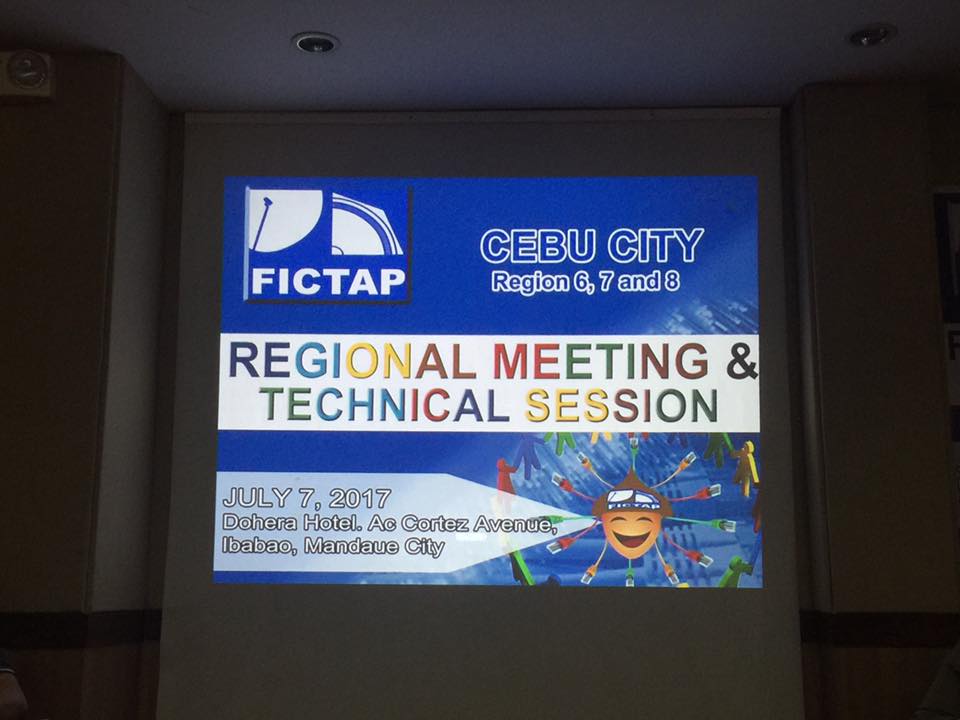 FICTAP
CEBU CITY
Region 6, 7 and 8
REGIONAL MEETING &
TECHNICAL SESSION
JULY 7, 2017
Dohera Hotel. Ac Cortez Avenue,
Ibabao, Mandaue City
FICTAP